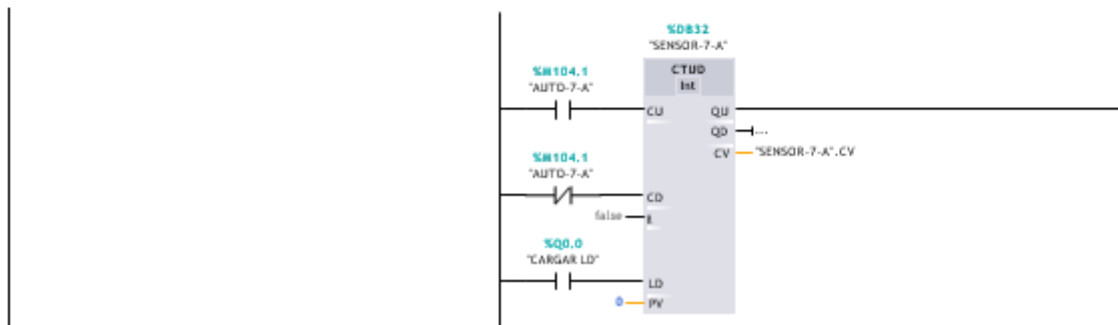 %DB32
"SENSOR-7-A"
CTUD
Int
%M104.1
"AUTO-7-A"
CU
QU
QD
...
CV
"SENSOR-7-A".CV
%M104.1
"AUTO-7-A"
CD
false
R
%Q0.0
"CARGAR LD"
LD
0
PV